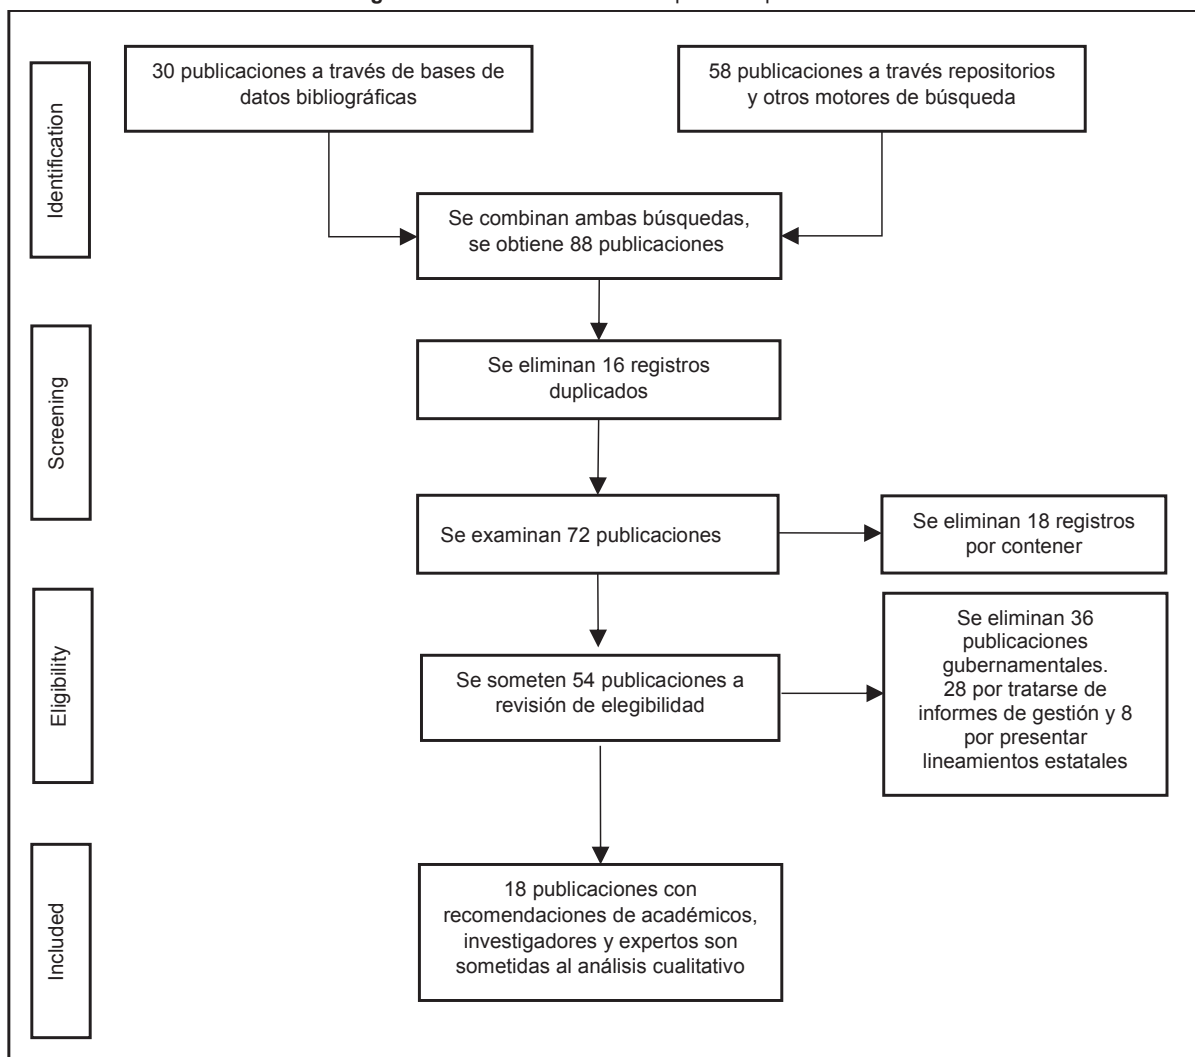 Identification
30 publicaciones a través de bases de
datos bibliográficas
58 publicaciones a través repositorios
y otros motores de búsqueda
Se combinan ambas búsquedas,
se obtiene 88 publicaciones
Screening
Se eliminan 16 registros
duplicados
Se examinan 72 publicaciones
Se eliminan 18 registros
por contener
Eligibility
Se someten 54 publicaciones a
revisión de elegibilidad
Se eliminan 36
publicaciones
gubernamentales.
28 por tratarse de
informes de gestión y 8
por presentar
lineamientos estatales
Included
18 publicaciones con
recomendaciones de académicos,
investigadores y expertos son
sometidas al análisis cualitativo